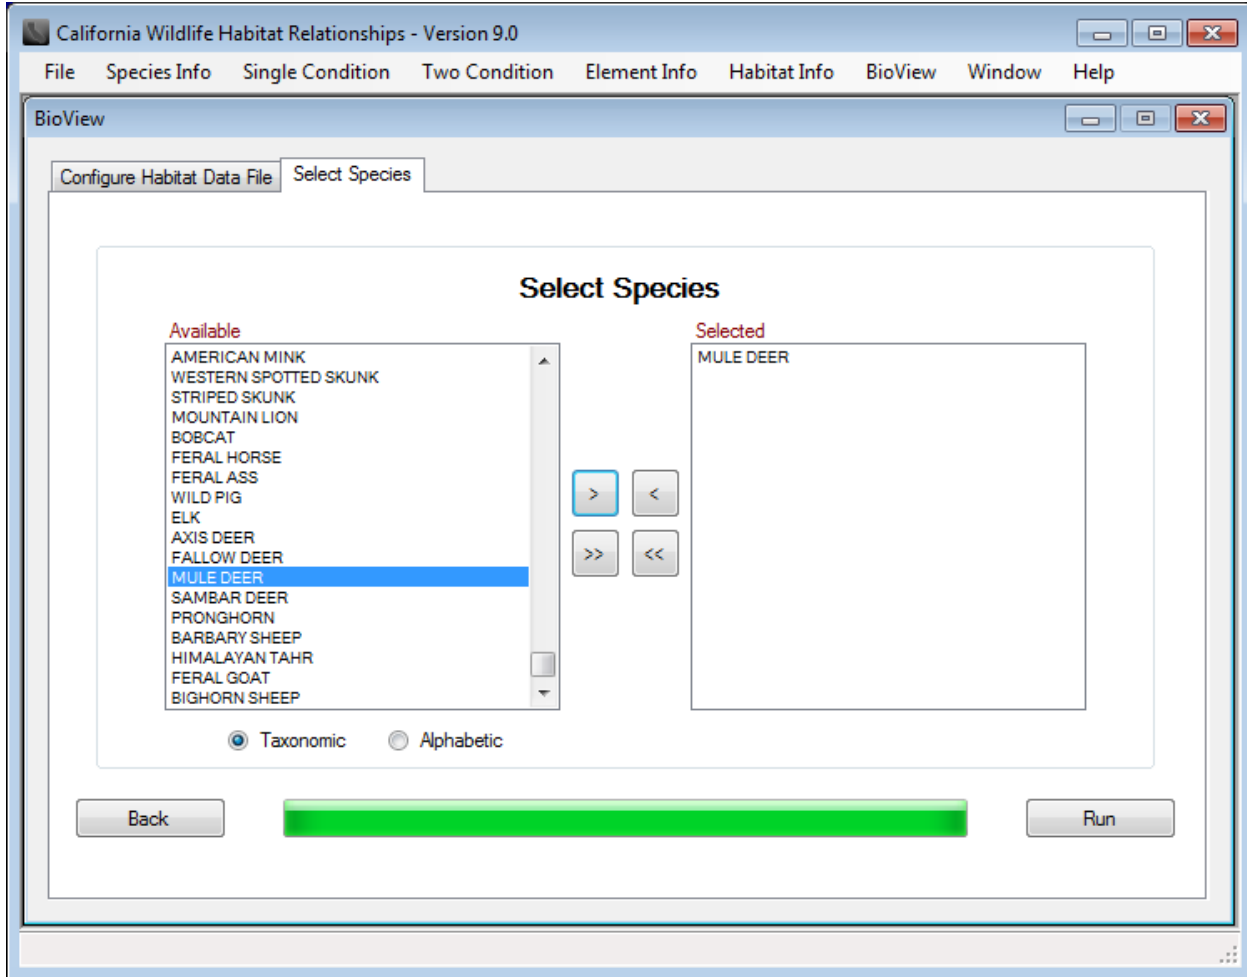 California Wildlife Habitat Relationships - Version 9.0
File Species Info Single Condition Two Condition Element Info Habitat Info BioView Window Help
BioView
Configure Habitat Data File Select Species
Select Species
Available
AMERICAN MINK
WESTERN SPOTTED SKUNK
STRIPED SKUNK
MOUNTAIN LION
BOBCAT
FERAL HORSE
FERAL ASS
WILD PIG
ELK
AXIS DEER
FALLOW DEER
MULE DEER
SAMBAR DEER
PRONGHORN
BARBARY SHEEP
HIMALAYAN TAHR
FERAL GOAT
BIGHORN SHEEP
> <
>> <<
Selected
MULE DEER
Taxonomic Alphabetic
Back Run